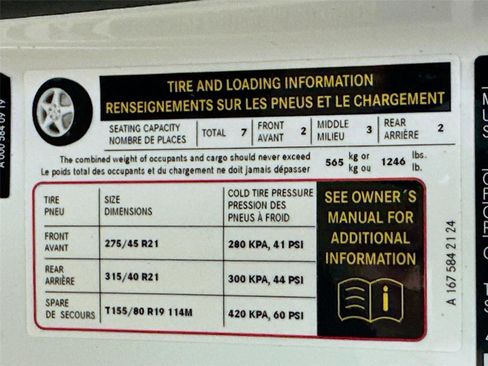 TIRE AND LOADING INFORMATION
RENSEIGNEMENTS SUR LES PNEUS ET LE CHARGEMENT
SEATING CAPACITY
NOMBRE DE PLACES
TOTAL 7
FRONT
AVANT 2
MIDDLE
MILIEU 3
REAR
ARRIÈRE 2
The combined weight of occupants and cargo should never exceed
Le poids total des occupants et du chargement ne doit jamais dépasser
565 kg or
kg ou
1246 lbs.
lb.
TIRE
PNEU
SIZE
DIMENSIONS
COLD TIRE PRESSURE
PRESSION DES
PNEUS À FROID
FRONT
AVANT
275/45 R21
280 KPA, 41 PSI
REAR
ARRIÈRE
315/40 R21
300 KPA, 44 PSI
SPARE
DE SECOURS
T155/80 R19 114M
420 KPA, 60 PSI
SEE OWNER´S
MANUAL FOR
ADDITIONAL
INFORMATION
A 167 584 21 24
A 000 584 09 19